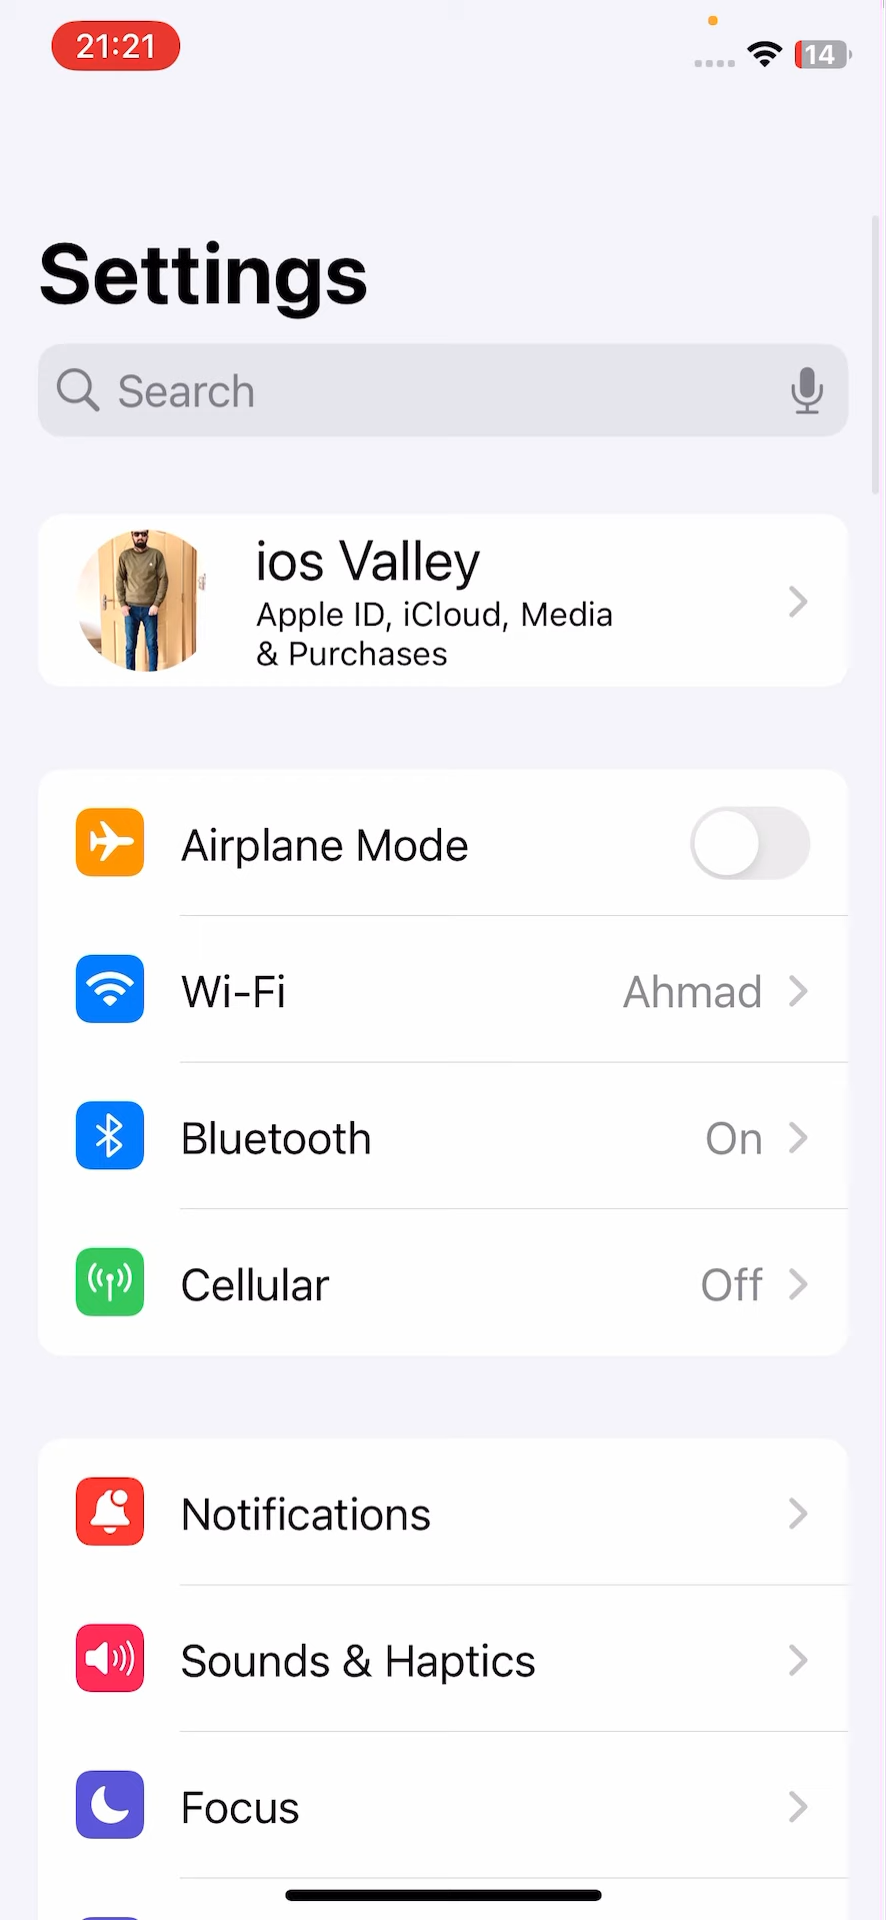 21:21
14
Settings
Search
ios Valley
Apple ID, iCloud, Media
& Purchases
Airplane Mode
Wi-Fi Ahmad
Bluetooth On
Cellular Off
Notifications
Sounds & Haptics
Focus